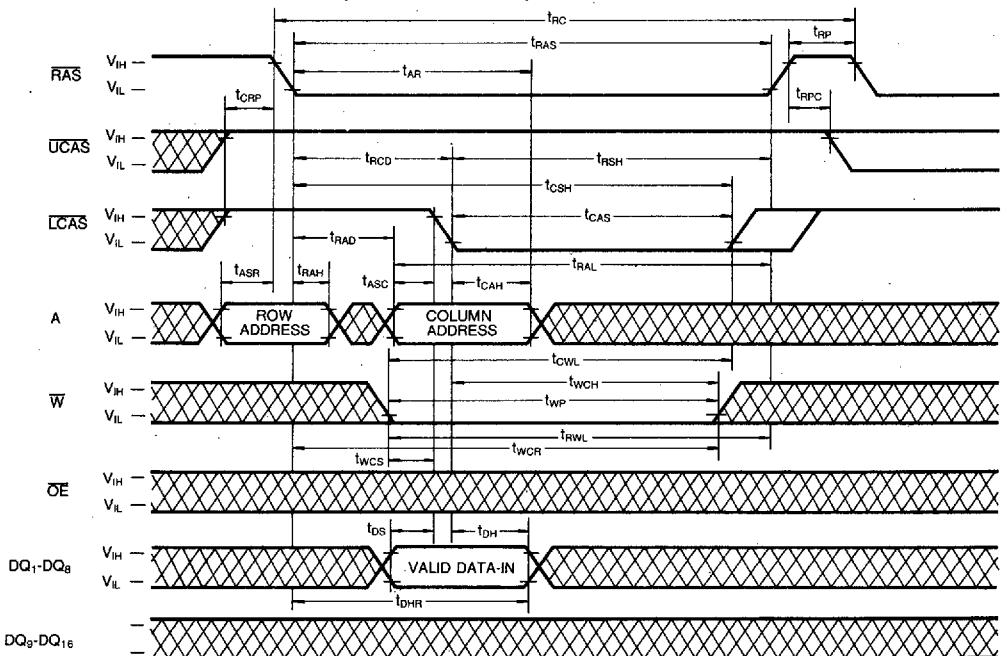 tRC
tRP
tRAS
tAR
RAS VIH VIL
tCRP
tRPC
UCAS VIH VIL
tRCD
tRSH
tCSH
LCAS VIH VIL
tCAS
tRAD
tRAL
tASR
tRAH
tASC
tCAH
A VIH VIL
ROW ADDRESS
COLUMN ADDRESS
tCWL
W VIH VIL
tWCH
tWP
tRWL
tWCR
tWCS
OE VIH VIL
tDS
tDH
DQ1-DQ8 VIH VIL
VALID DATA-IN
tDHR
DQ9-DQ16